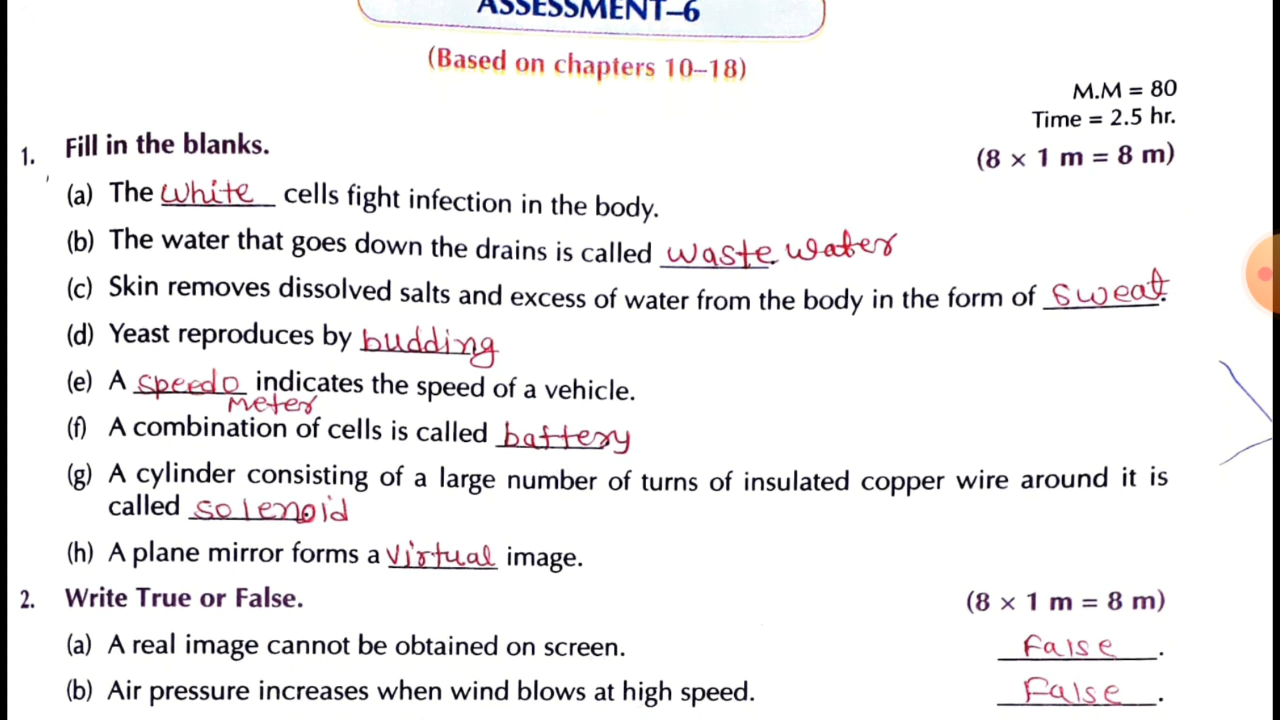 ASSESSMENT–6
(Based on chapters 10–18)
M.M = 80
Time = 2.5 hr.
1. Fill in the blanks. (8 × 1 m = 8 m)
(a) The white cells fight infection in the body.
(b) The water that goes down the drains is called waste water.
(c) Skin removes dissolved salts and excess of water from the body in the form of sweat.
(d) Yeast reproduces by budding
(e) A speedo indicates the speed of a vehicle.
meter
(f) A combination of cells is called battery
(g) A cylinder consisting of a large number of turns of insulated copper wire around it is
called solenoid
(h) A plane mirror forms a virtual image.
2. Write True or False. (8 × 1 m = 8 m)
(a) A real image cannot be obtained on screen. False.
(b) Air pressure increases when wind blows at high speed. False.